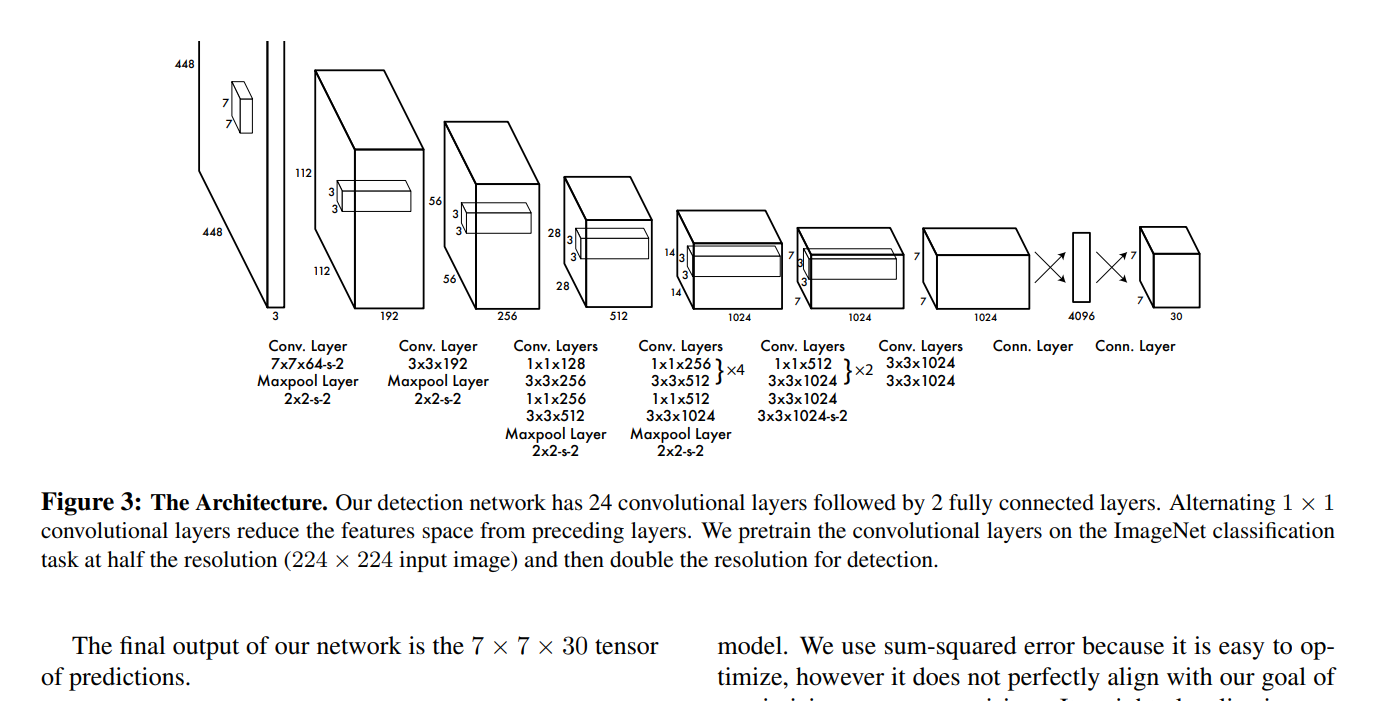 448
7
7
448
112
3
3
112
56
3
3
56
28
3
3
28
14
3
3
14
7
3
3
7
7
7
7
7
3
192
256
512
1024
1024
1024
4096
30
Conv. Layer
7x7x64-s-2
Maxpool Layer
2x2-s-2
Conv. Layer
3x3x192
Maxpool Layer
2x2-s-2
Conv. Layers
1x1x128
3x3x256
1x1x256
3x3x512
Maxpool Layer
2x2-s-2
Conv. Layers
1x1x256
3x3x512 } ×4
1x1x512
3x3x1024
Maxpool Layer
2x2-s-2
Conv. Layers
1x1x512
3x3x1024 } ×2
3x3x1024
3x3x1024-s-2
Conv. Layers
3x3x1024
3x3x1024
Conn. Layer
Conn. Layer
Figure 3: The Architecture. Our detection network has 24 convolutional layers followed by 2 fully connected layers. Alternating 1 × 1
convolutional layers reduce the features space from preceding layers. We pretrain the convolutional layers on the ImageNet classification
task at half the resolution (224 × 224 input image) and then double the resolution for detection.
The final output of our network is the 7 × 7 × 30 tensor
of predictions.
model. We use sum-squared error because it is easy to op-
timize, however it does not perfectly align with our goal of